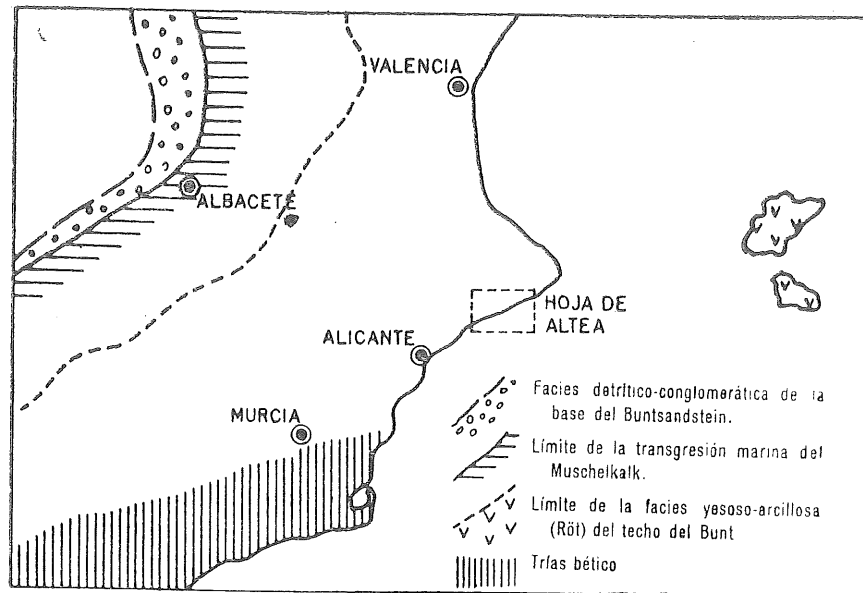 VALENCIA
ALBACETE
HOJA DE
ALTEA
ALICANTE
MURCIA
Facies detrítico-conglomerática de la
base del Buntsandstein.
Límite de la transgresión marina del
Muschelkalk.
Límite de la facies yesoso-arcillosa
(Röt) del techo del Bunt
Trías bético